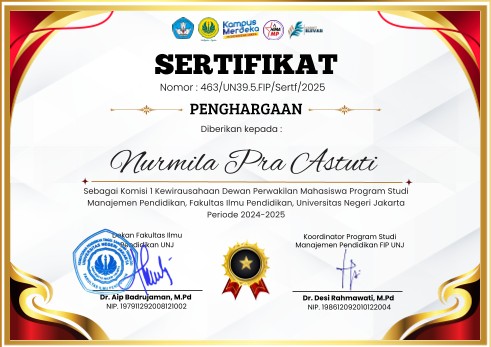 Kampus
Merdeka
MP
SERTIFIKAT
Nomor : 463/UN39.5.FIP/Sertf/2025
PENGHARGAAN
Diberikan kepada :
Nurmila Pra Astuti
Sebagai Komisi 1 Kewirausahaan Dewan Perwakilan Mahasiswa Program Studi
Manajemen Pendidikan, Fakultas Ilmu Pendidikan, Universitas Negeri Jakarta
Periode 2024-2025
Dekan Fakultas Ilmu
Pendidikan UNJ
Dr. Aip Badrujaman, M.Pd
NIP. 197911292008121002
Koordinator Program Studi
Manajemen Pendidikan FIP UNJ
Dr. Desi Rahmawati, M.Pd
NIP. 198612092010122004